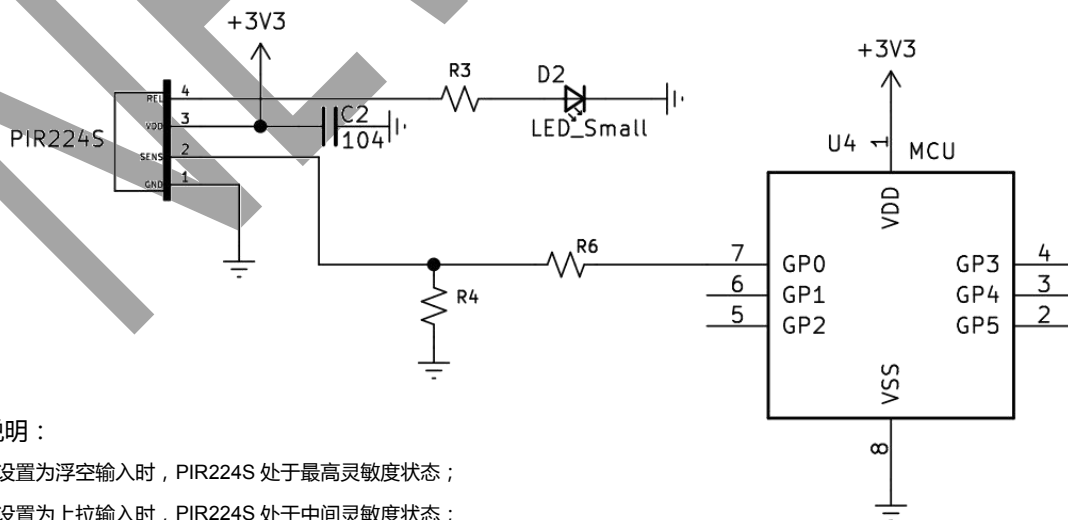 +3V3
R3
D2
LED_Small
C2
104
PIR224S
REL 4
VDD 3
SENS 2
GND 1
R4
R6
+3V3
U4
1
MCU
VDD
7 GP0
6 GP1
5 GP2
GP3 4
GP4 3
GP5 2
VSS
8
明：
设置为浮空输入时，PIR224S 处于最高灵敏度状态；
设置为上拉输入时，PIR224S 处于中间灵敏度状态；